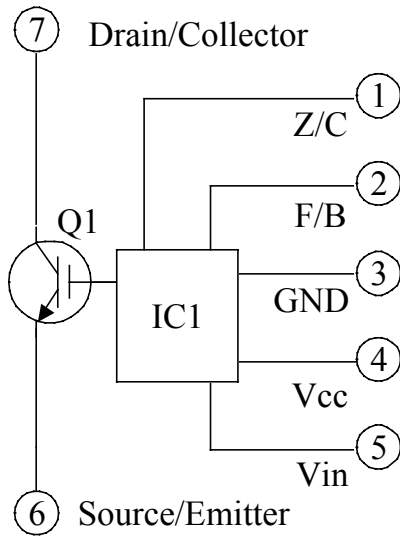 7 Drain/Collector
1
Z/C
2
Q1
F/B
3
IC1
GND
4
Vcc
5
Vin
6 Source/Emitter